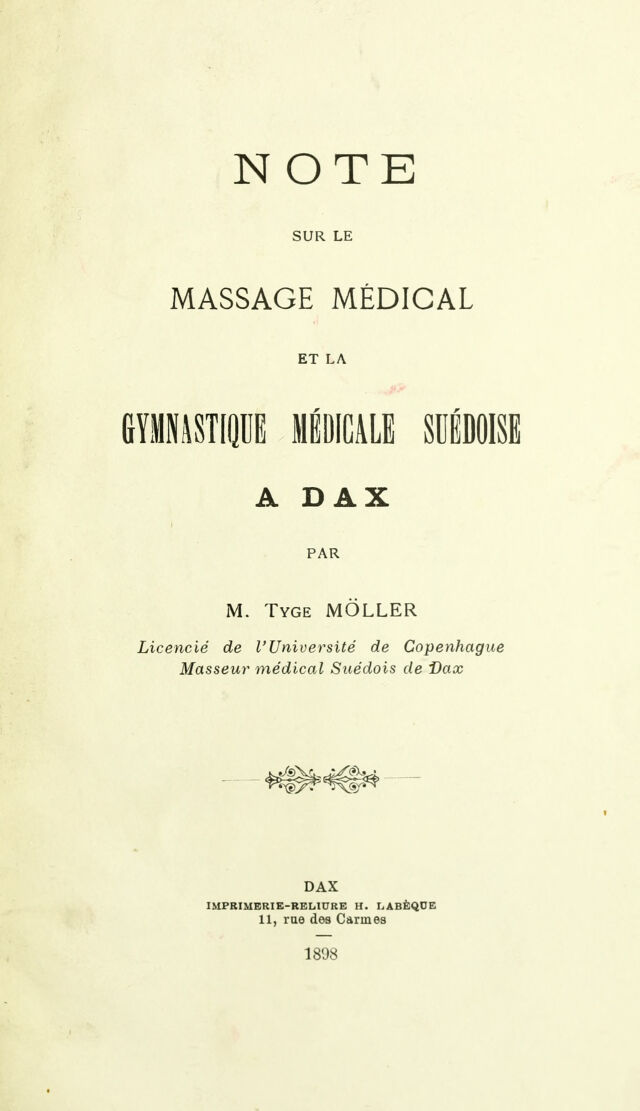 NOTE
SUR LE
MASSAGE MÉDICAL
ET LA
GYMNASTIQUE MÉDICALE SUÉDOISE
A DAX
PAR
M. TYGE MÖLLER
Licencié de l'Université de Copenhague
Masseur médical Suédois de Dax
DAX
IMPRIMERIE-RELIURE H. LABÈQUE
11, rue des Carmes
1898